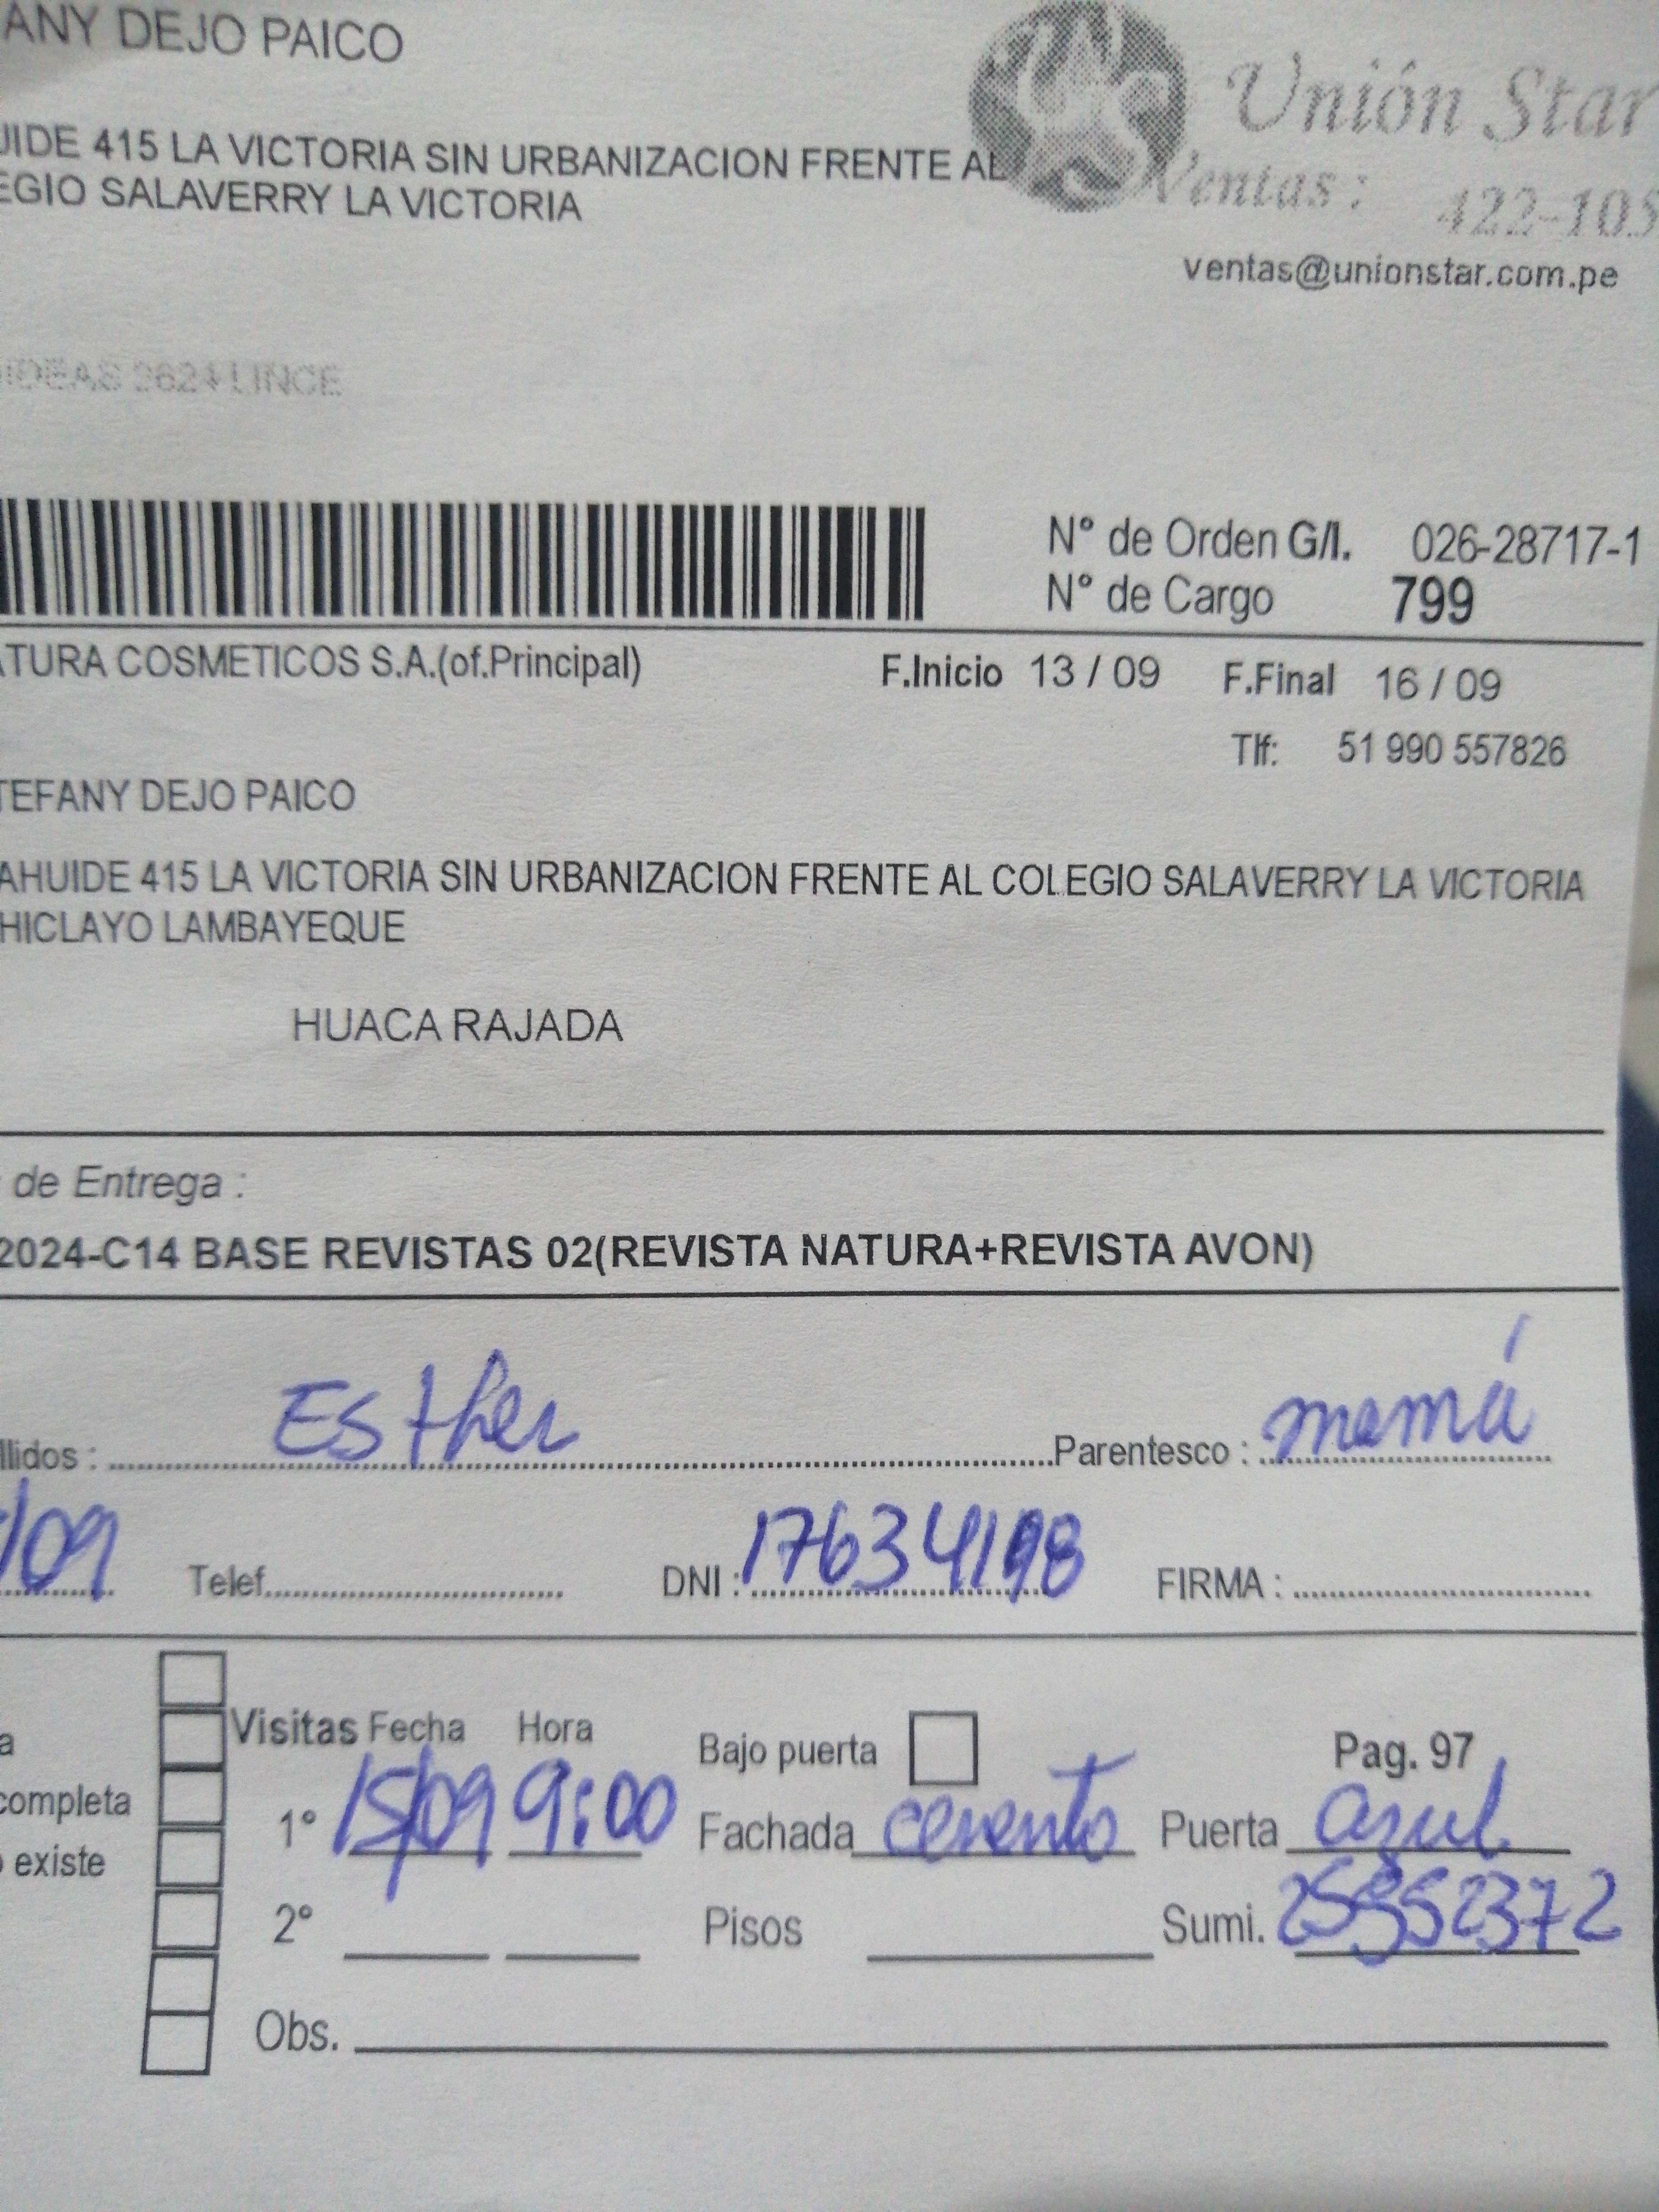 ANY DEJO PAICO
Unión Star
UIDE 415 LA VICTORIA SIN URBANIZACION FRENTE AL
EGIO SALAVERRY LA VICTORIA
Ventas : 422-105
ventas@unionstar.com.pe
IDEAS 2624 LINCE
N° de Orden G/I. 026-28717-1
N° de Cargo 799
ATURA COSMETICOS S.A.(of.Principal) F.Inicio 13 / 09 F.Final 16 / 09
Tlf: 51 990 557826
TEFANY DEJO PAICO
AHUIDE 415 LA VICTORIA SIN URBANIZACION FRENTE AL COLEGIO SALAVERRY LA VICTORIA
HICLAYO LAMBAYEQUE
HUACA RAJADA
de Entrega :
2024-C14 BASE REVISTAS 02(REVISTA NATURA+REVISTA AVON)
llidos : Esther Parentesco : mamá
/09 Telef. DNI : 17634198 FIRMA :
Visitas Fecha Hora Bajo puerta Pag. 97
a
completa 1° 15/09 9:00 Fachada cemento Puerta azul
existe
2° Pisos Sumi.
Obs.